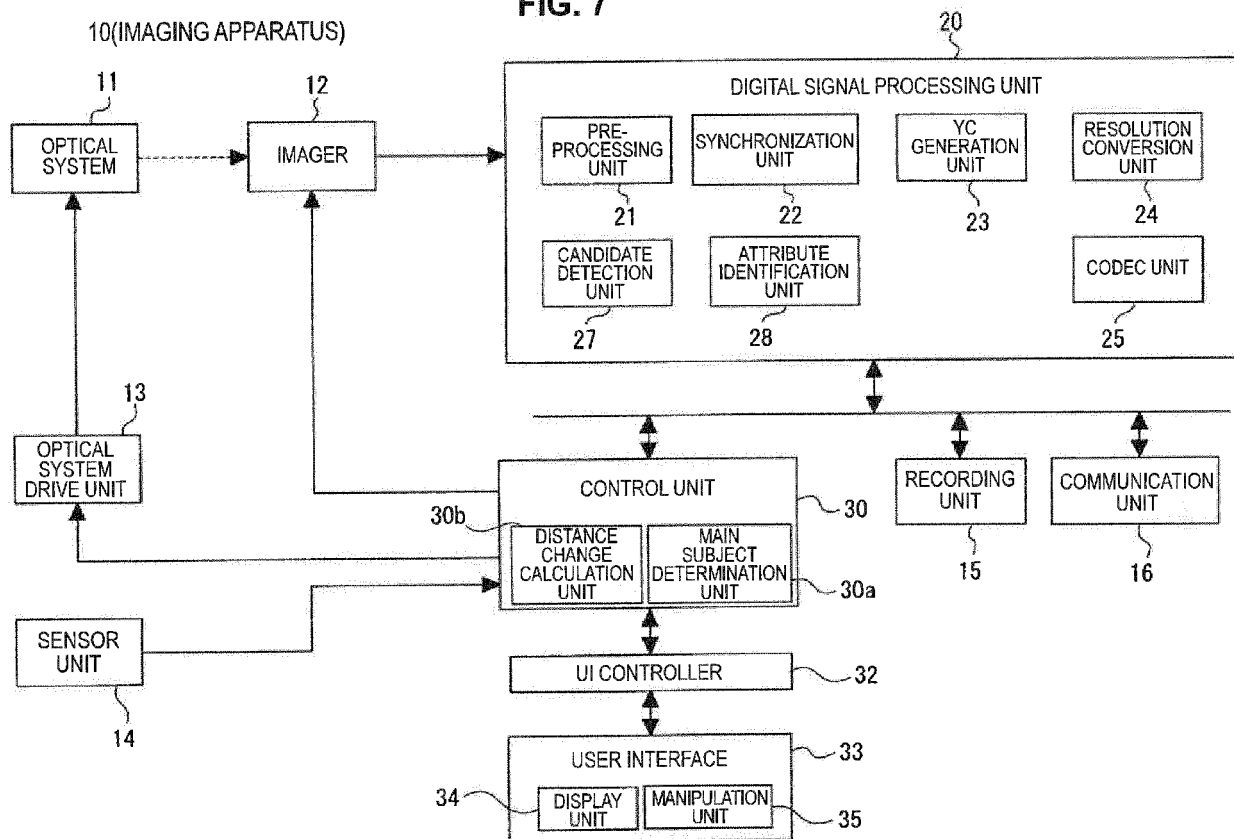 FIG. 7
10(IMAGING APPARATUS)
20
11
12
DIGITAL SIGNAL PROCESSING UNIT
OPTICAL
SYSTEM
IMAGER
PRE-
PROCESSING
UNIT
SYNCHRONIZATION
UNIT
YC
GENERATION
UNIT
RESOLUTION
CONVERSION
UNIT
21
22
23
24
CANDIDATE
DETECTION
UNIT
ATTRIBUTE
IDENTIFICATION
UNIT
CODEC UNIT
27
28
25
13
OPTICAL
SYSTEM
DRIVE UNIT
CONTROL UNIT
30
RECORDING
UNIT
COMMUNICATION
UNIT
30b
DISTANCE
CHANGE
CALCULATION
UNIT
MAIN
SUBJECT
DETERMINATION
UNIT
30a
15
16
SENSOR
UNIT
14
UI CONTROLLER
32
USER INTERFACE
33
34
DISPLAY
UNIT
MANIPULATION
UNIT
35